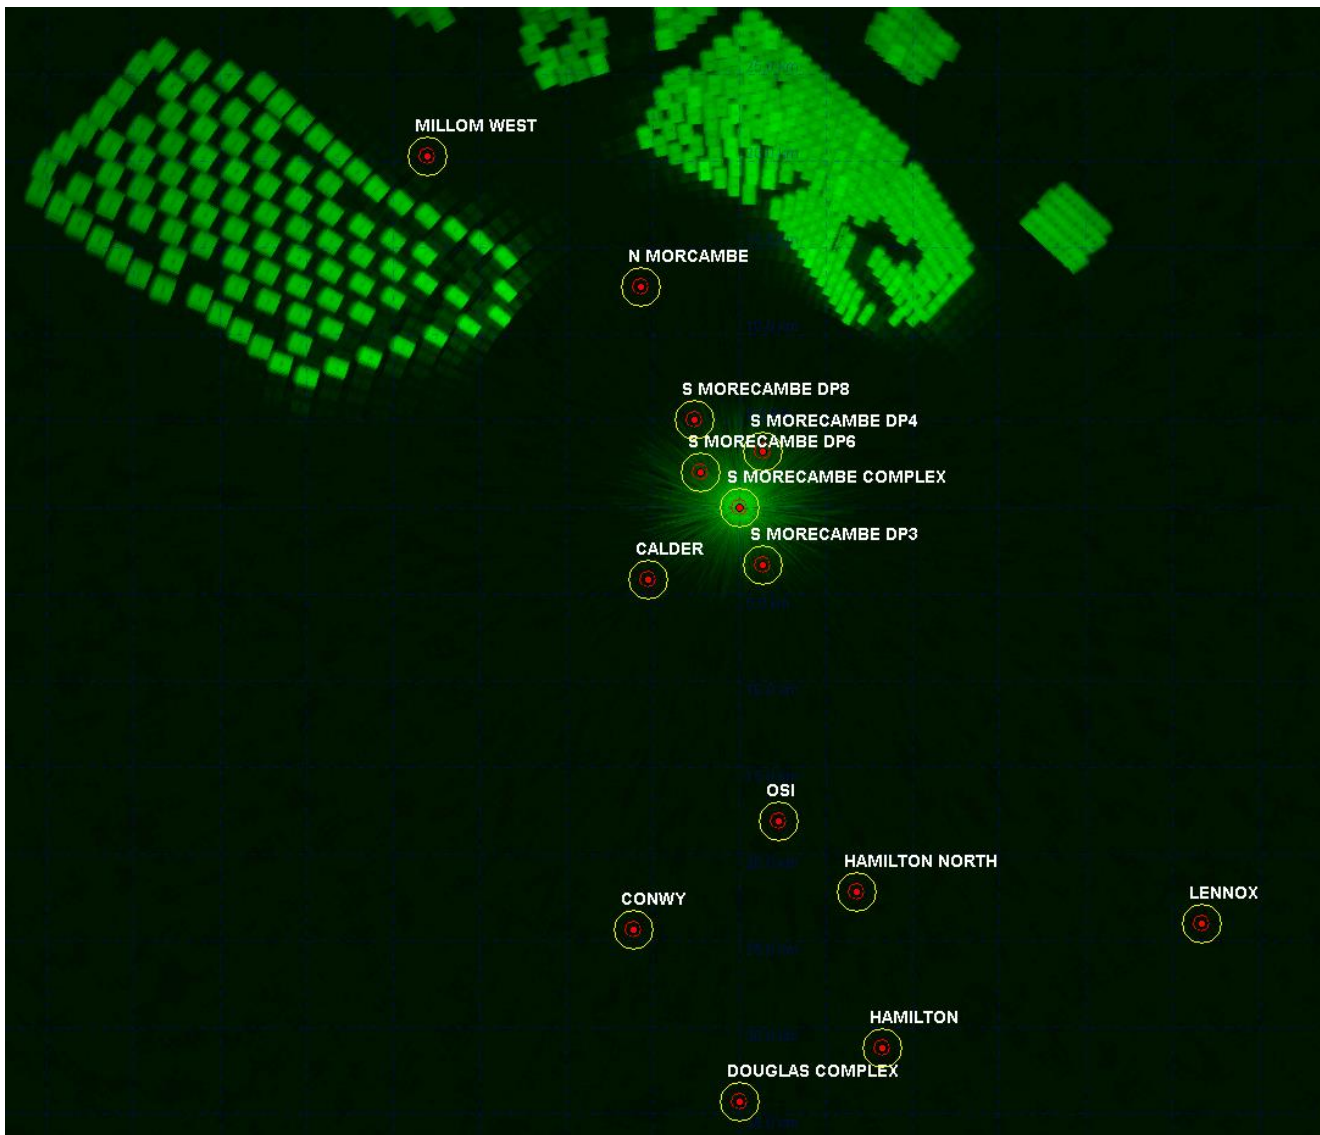 MILLOM WEST
N MORCAMBE
S MORECAMBE DP8
S MORECAMBE DP4
S MORECAMBE DP6
S MORECAMBE COMPLEX
S MORECAMBE DP3
CALDER
OSI
HAMILTON NORTH
LENNOX
CONWY
HAMILTON
DOUGLAS COMPLEX